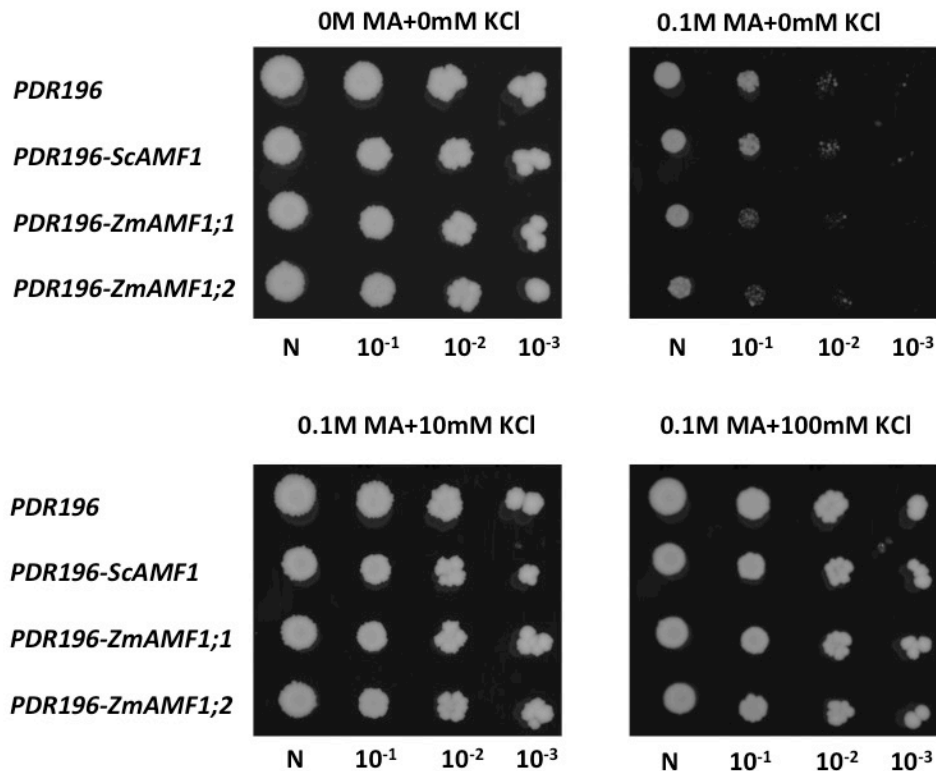 0M MA+0mM KCl
0.1M MA+0mM KCl
PDR196
PDR196-ScAMF1
PDR196-ZmAMF1;1
PDR196-ZmAMF1;2
N 10⁻¹ 10⁻² 10⁻³
N 10⁻¹ 10⁻² 10⁻³
0.1M MA+10mM KCl
0.1M MA+100mM KCl
PDR196
PDR196-ScAMF1
PDR196-ZmAMF1;1
PDR196-ZmAMF1;2
N 10⁻¹ 10⁻² 10⁻³
N 10⁻¹ 10⁻² 10⁻³